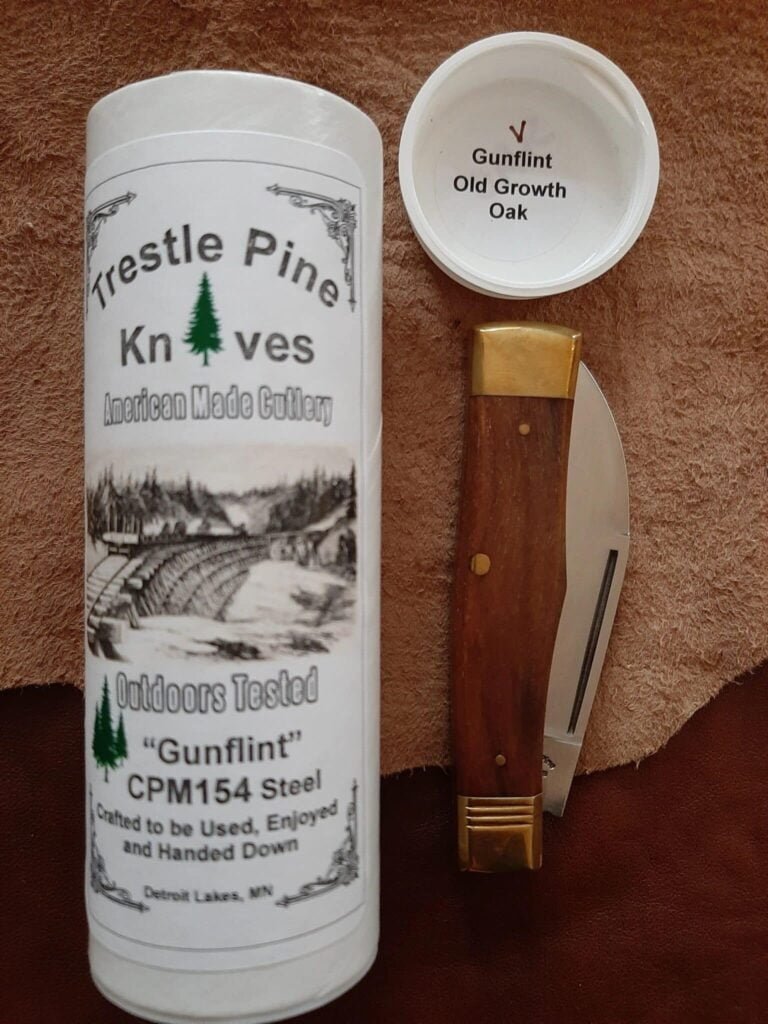 Trestle Pine
Kn ves
American Made Cutlery
Outdoors Tested
“Gunflint”
CPM154 Steel
Crafted to be Used, Enjoyed
and Handed Down
Detroit Lakes, MN
Gunflint
Old Growth
Oak